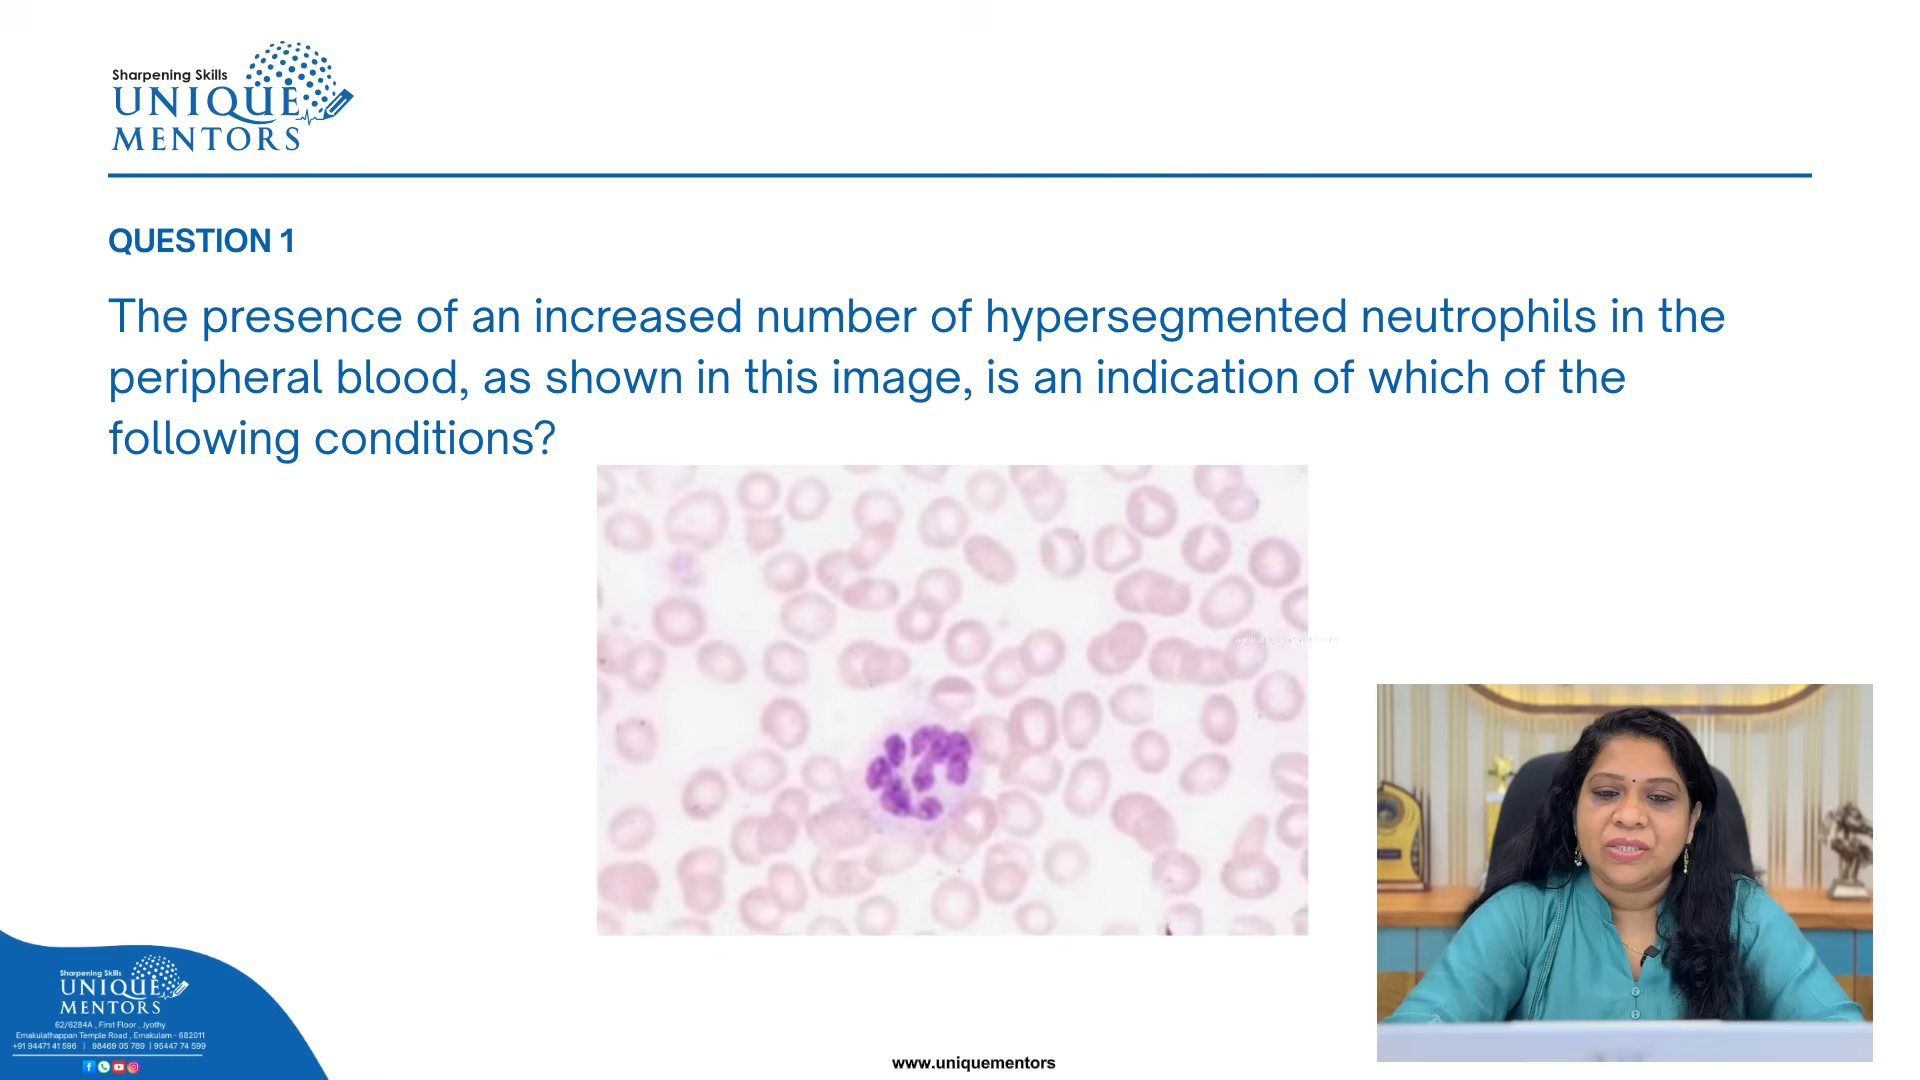 Sharpening Skills
UNIQUE
MENTORS
QUESTION 1
The presence of an increased number of hypersegmented neutrophils in the
peripheral blood, as shown in this image, is an indication of which of the
following conditions?
Sharpening Skills
UNIQUE
MENTORS
62/6284A , First Floor , Jyothy
Ernakulathappan Temple Road , Ernakulam - 682011
+91 94471 41 596 | 98469 05 789 | 95447 74 599
www.uniquementors